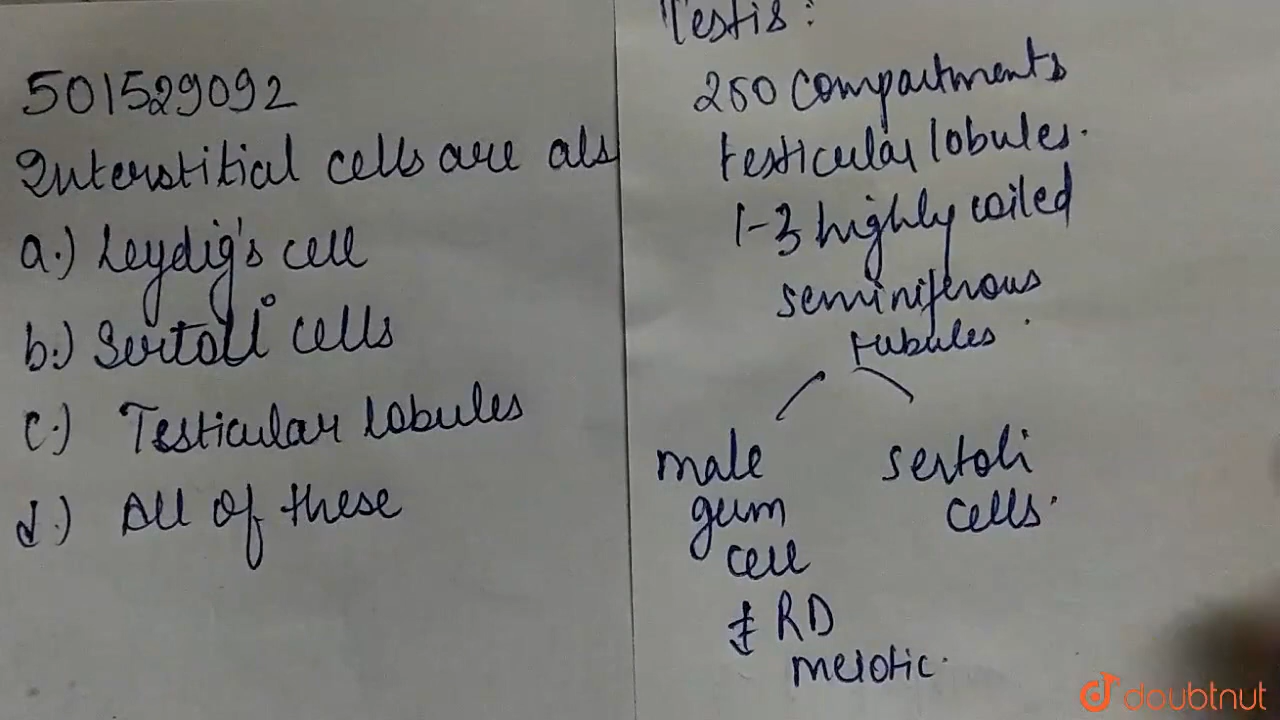 501529092
Interstitial cells are als
a.) Leydig's cell
b.) Sertoli cells
c.) Testicular lobules
d.) All of these
Testis :
250 compartments
testicular lobules.
1-3 highly coiled
seminiferous
tubules.
male
germ
cell
RD
meiotic.
sertoli
cells.
doubtnut